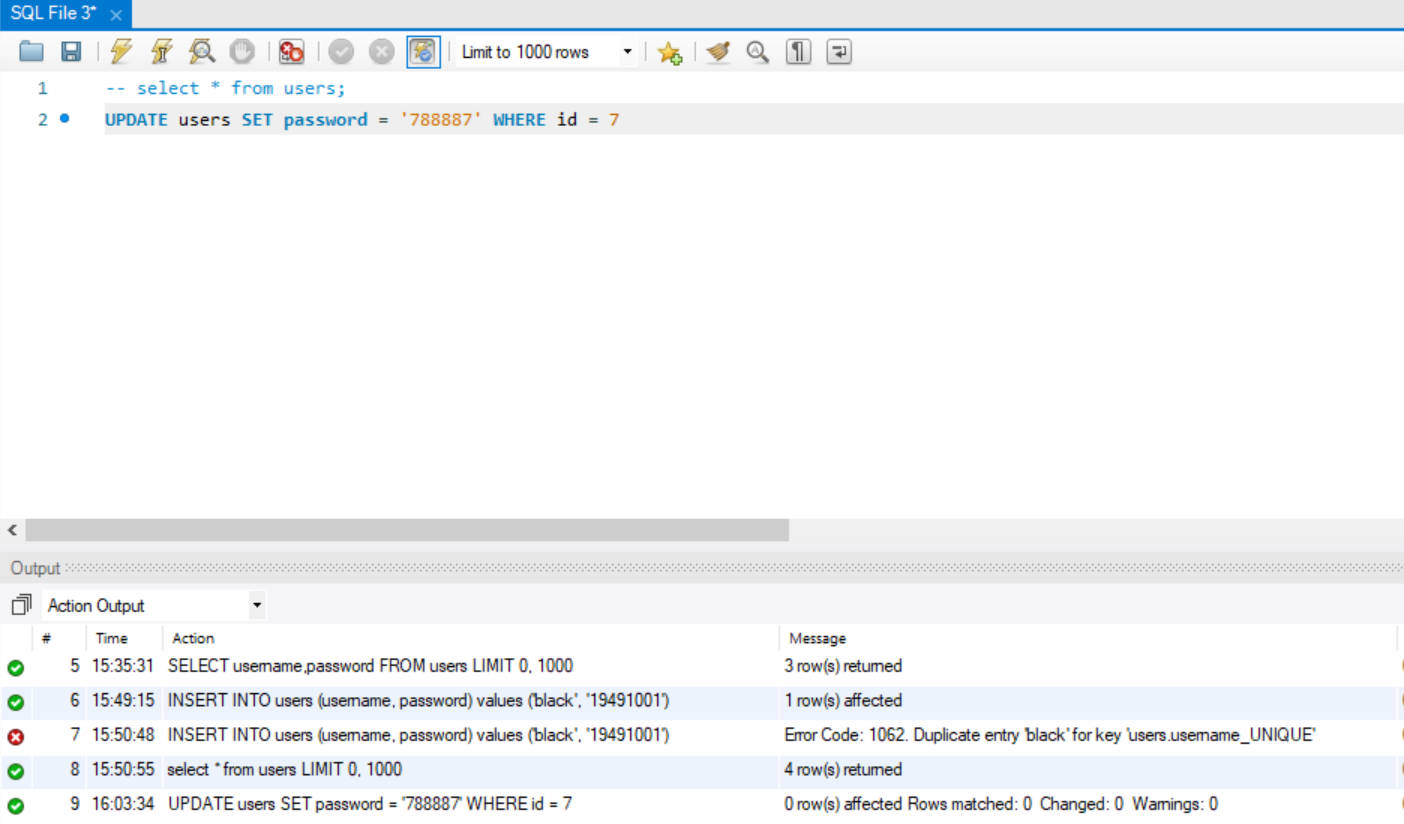 SQL File 3*
Limit to 1000 rows
1 -- select * from users;
2 UPDATE users SET password = '788887' WHERE id = 7
Output
Action Output
# Time Action Message
5 15:35:31 SELECT username,password FROM users LIMIT 0, 1000 3 row(s) returned
6 15:49:15 INSERT INTO users (username, password) values ('black', '19491001') 1 row(s) affected
7 15:50:48 INSERT INTO users (username, password) values ('black', '19491001') Error Code: 1062. Duplicate entry 'black' for key 'users.username_UNIQUE'
8 15:50:55 select * from users LIMIT 0, 1000 4 row(s) returned
9 16:03:34 UPDATE users SET password = '788887' WHERE id = 7 0 row(s) affected Rows matched: 0 Changed: 0 Warnings: 0